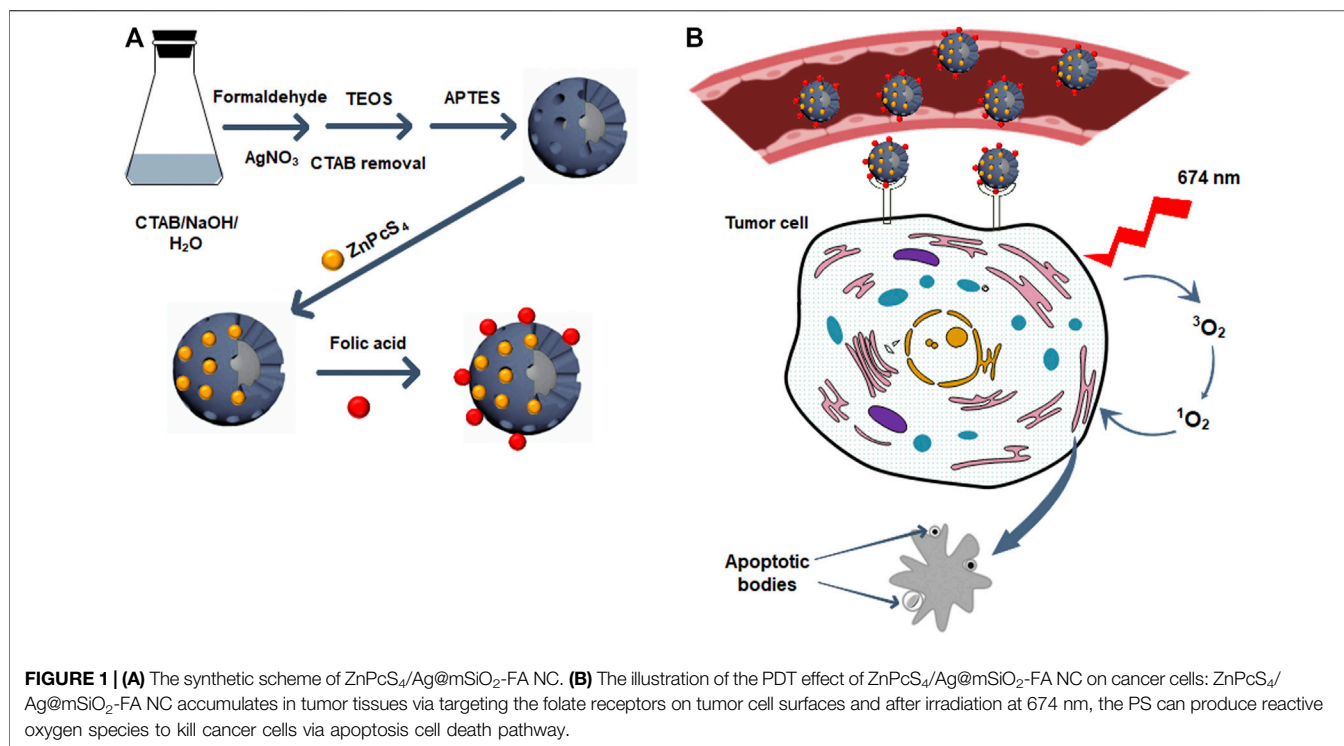 A
Formaldehyde
AgNO₃
TEOS
CTAB removal
APTES
CTAB/NaOH/
H₂O
ZnPcS₄
Folic acid
B
674 nm
Tumor cell
³O₂
¹O₂
Apoptotic
bodies
FIGURE 1 | (A) The synthetic scheme of ZnPcS₄/Ag@mSiO₂-FA NC. (B) The illustration of the PDT effect of ZnPcS₄/Ag@mSiO₂-FA NC on cancer cells: ZnPcS₄/
Ag@mSiO₂-FA NC accumulates in tumor tissues via targeting the folate receptors on tumor cell surfaces and after irradiation at 674 nm, the PS can produce reactive
oxygen species to kill cancer cells via apoptosis cell death pathway.